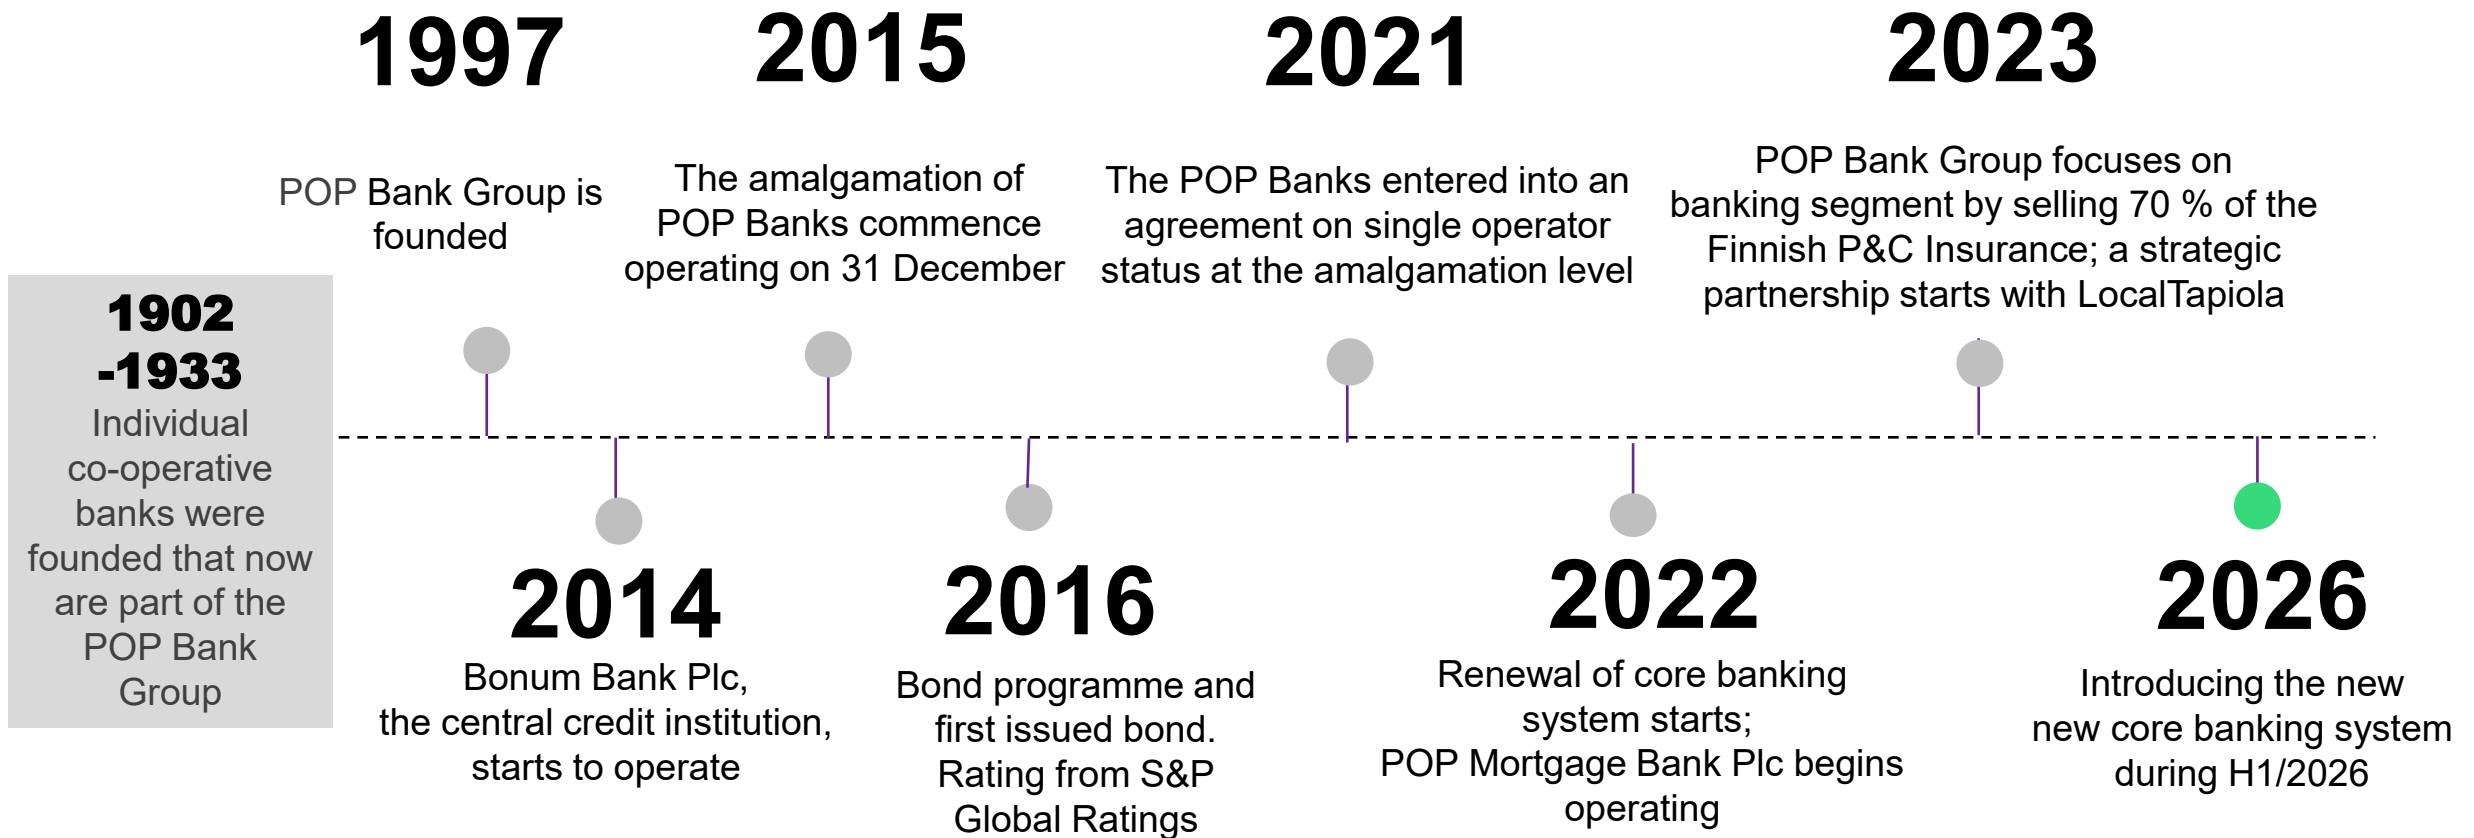 1902
-1933
Individual
co-operative
banks were
founded that now
are part of the
POP Bank
Group
1997
POP Bank Group is
founded
2014
Bonum Bank Plc,
the central credit institution,
starts to operate
2015
The amalgamation of
POP Banks commence
operating on 31 December
2016
Bond programme and
first issued bond.
Rating from S&P
Global Ratings
2021
The POP Banks entered into an
agreement on single operator
status at the amalgamation level
2022
Renewal of core banking
system starts;
POP Mortgage Bank Plc begins
operating
2023
POP Bank Group focuses on
banking segment by selling 70 % of the
Finnish P&C Insurance; a strategic
partnership starts with LocalTapiola
2026
Introducing the new
new core banking system
during H1/2026